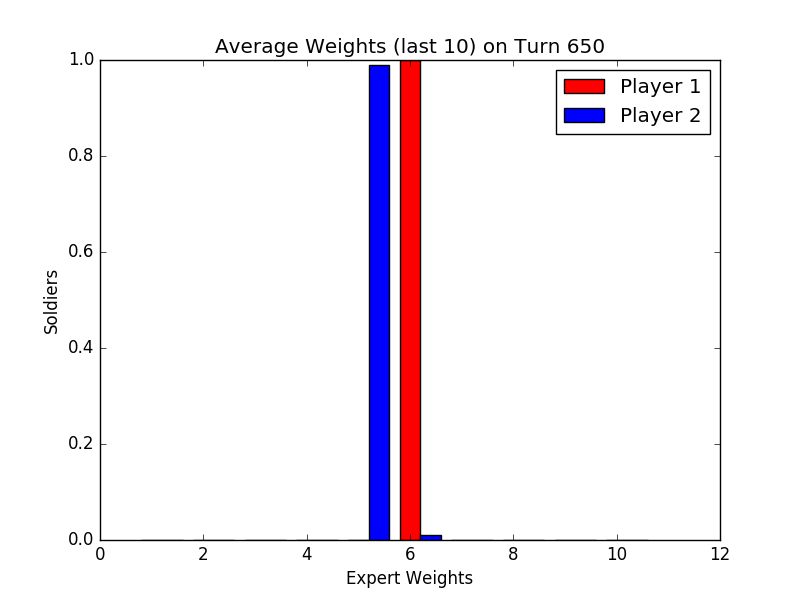 Average Weights (last 10) on Turn 650
Player 1
Player 2
1.0
0.8
0.6
0.4
0.2
0.0
Soldiers
0 2 4 6 8 10 12
Expert Weights